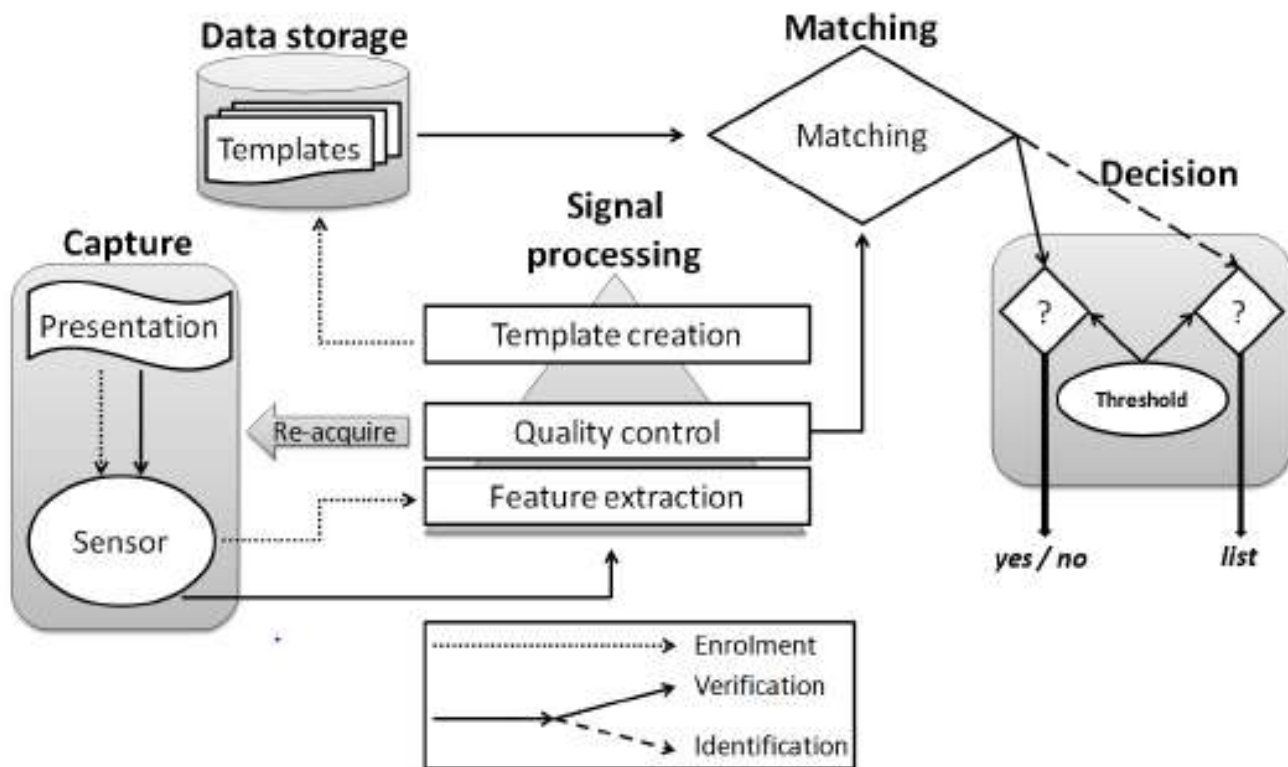 Data storage
Templates
Matching
Matching
Decision
?
?
Threshold
yes / no
list
Capture
Presentation
Sensor
Signal
processing
Template creation
Re-acquire
Quality control
Feature extraction
Enrolment
Verification
Identification